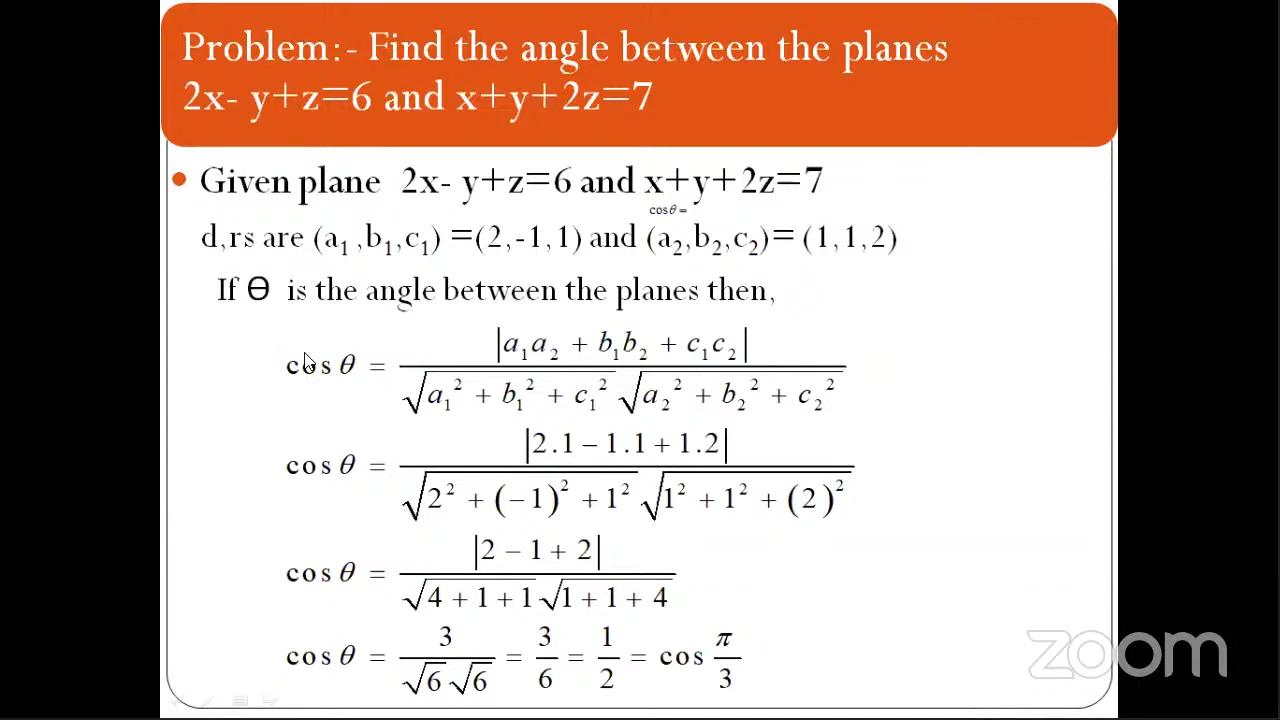 Problem:- Find the angle between the planes
2x- y+z=6 and x+y+2z=7
• Given plane 2x- y+z=6 and x+y+2z=7
cosθ =
d,rs are (a₁ ,b₁,c₁) =(2,-1,1) and (a₂,b₂,c₂)= (1,1,2)
If Ɵ is the angle between the planes then,
cos θ = |a₁a₂ + b₁b₂ + c₁c₂| / √(a₁² + b₁² + c₁²) √(a₂² + b₂² + c₂²)
cos θ = |2.1 − 1.1 + 1.2| / √(2² + (−1)² + 1²) √(1² + 1² + (2)²)
cos θ = |2 − 1 + 2| / √(4 + 1 + 1) √(1 + 1 + 4)
cos θ = 3 / √6 √6 = 3/6 = 1/2 = cos π/3
zoom